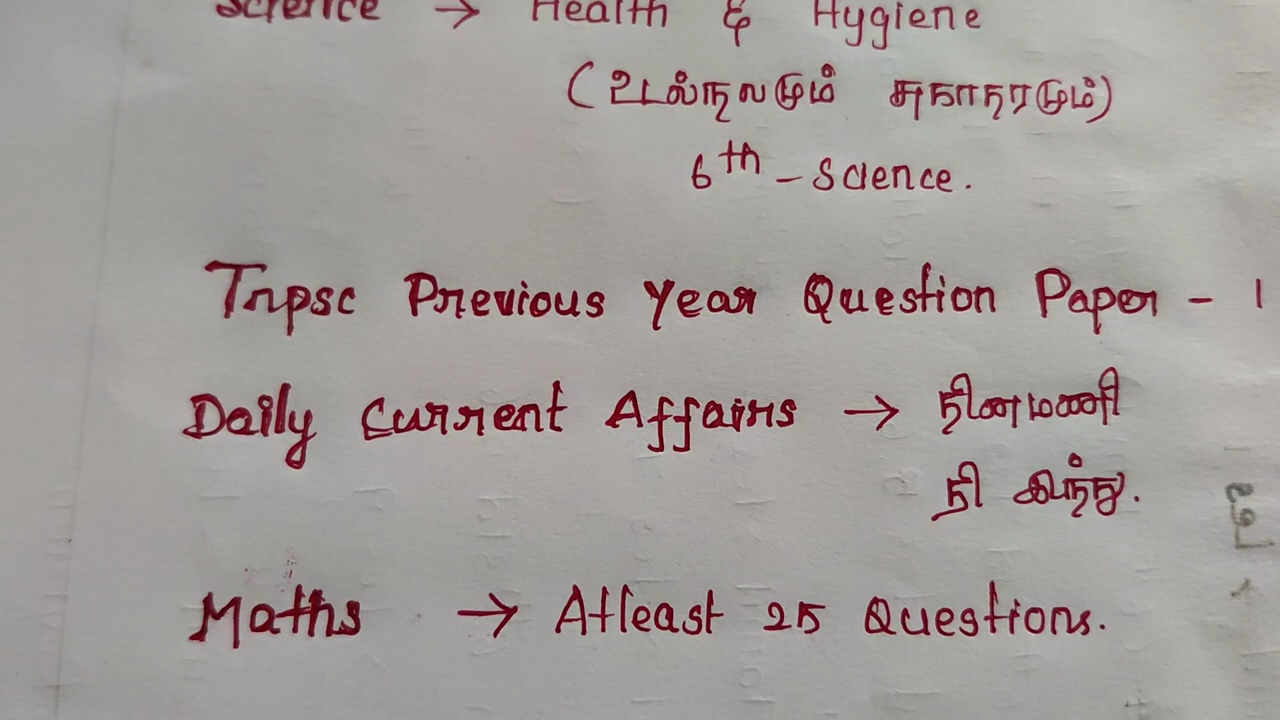 Science → Health & Hygiene
(உடல்நலமும் சுகாதாரமும்)
6th - Science.
Tnpsc Previous Year Question Paper - 1
Daily Current Affairs → தினமணி
தி இந்து.
Maths → Atleast 25 Questions.